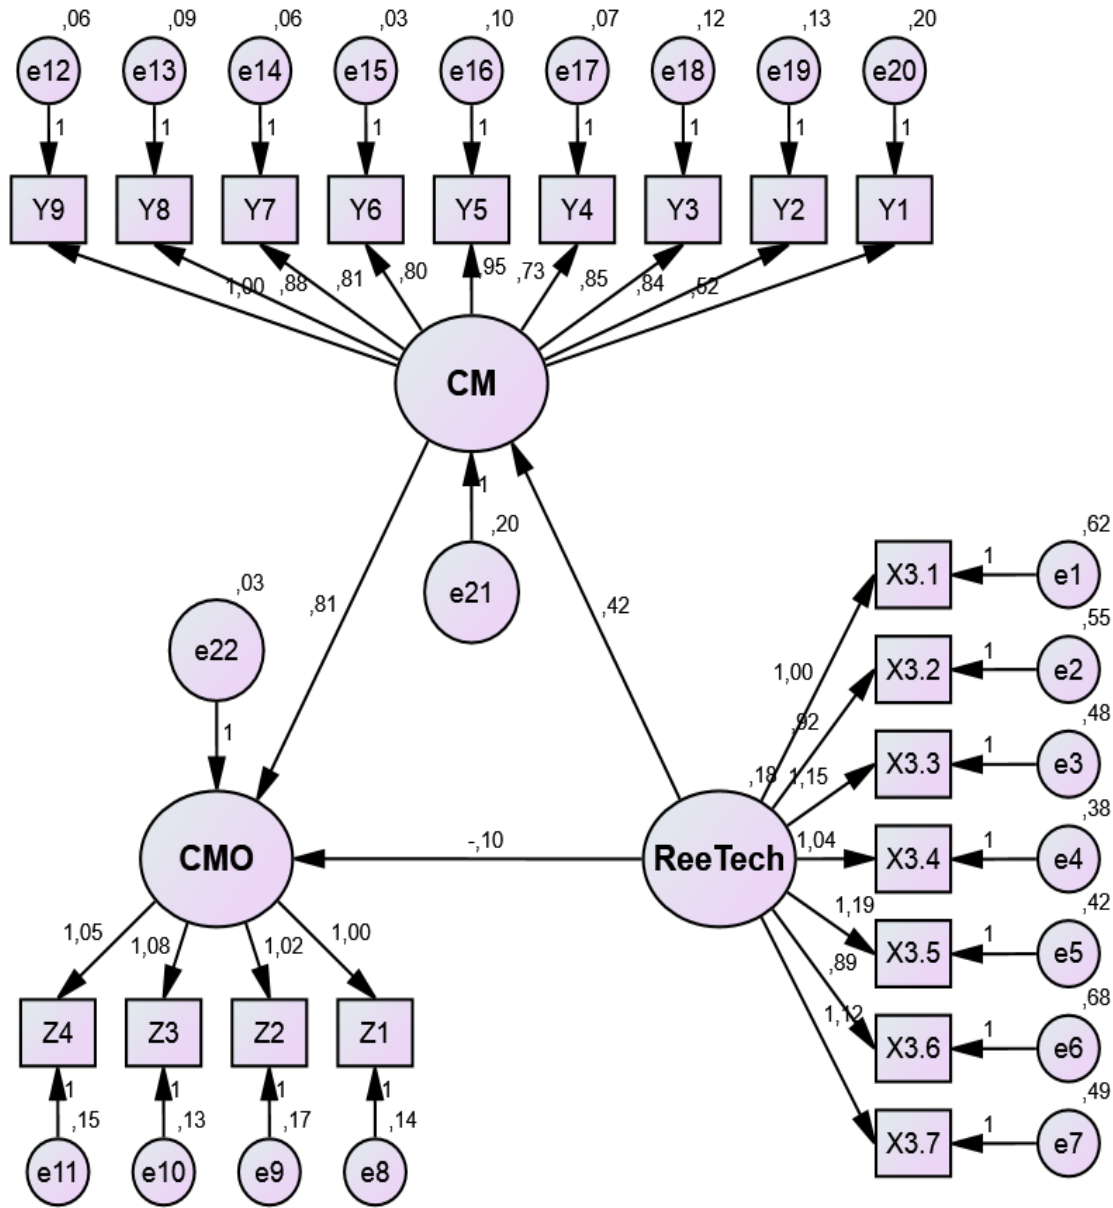 ,06 ,09 ,06 ,03 ,10 ,07 ,12 ,13 ,20
e12 e13 e14 e15 e16 e17 e18 e19 e20
1 1 1 1 1 1 1 1 1
Y9 Y8 Y7 Y6 Y5 Y4 Y3 Y2 Y1
1,00 ,88 ,81 ,80 ,95 ,73 ,85 ,84 ,52
CM
1
,20
e21
,03
e22
1
,81
,42
,62
X3.1 1 e1
,55
1,00
X3.2 1 e2
,92
,48
,18 1,15 X3.3 1 e3
,38
CMO -,10 ReeTech 1,04 X3.4 1 e4
,42
1,19
X3.5 1 e5
,89
,68
1,12
X3.6 1 e6
,49
X3.7 1 e7
1,05 1,08 1,02 1,00
Z4 Z3 Z2 Z1
1 1 1 1
,15 ,13 ,17 ,14
e11 e10 e9 e8